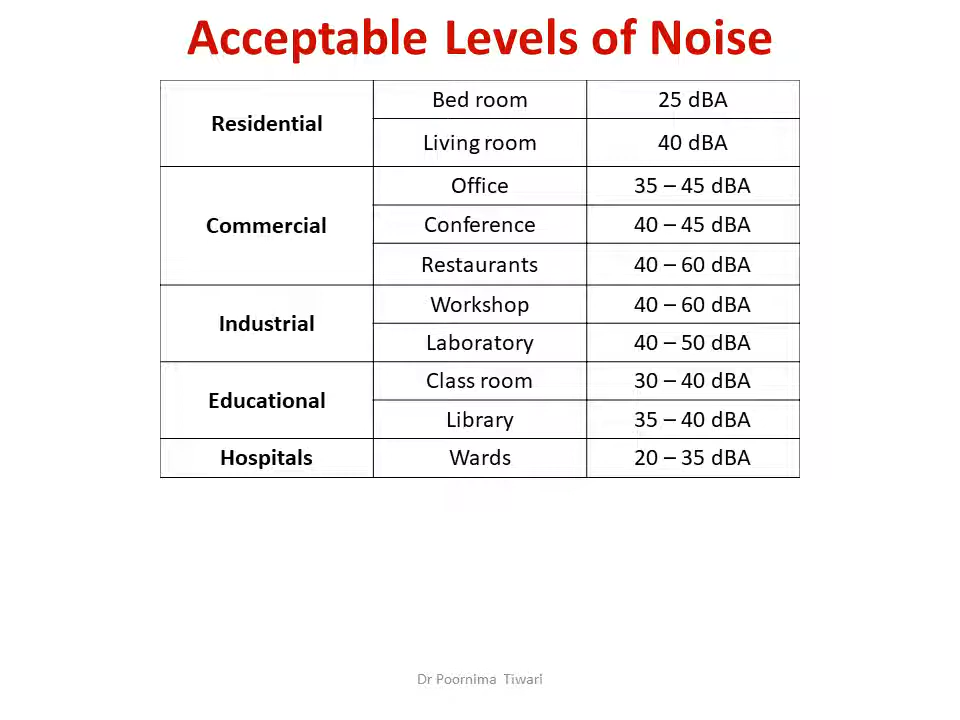 Acceptable Levels of Noise
Residential
Bed room 25 dBA
Living room 40 dBA
Commercial
Office 35 – 45 dBA
Conference 40 – 45 dBA
Restaurants 40 – 60 dBA
Industrial
Workshop 40 – 60 dBA
Laboratory 40 – 50 dBA
Educational
Class room 30 – 40 dBA
Library 35 – 40 dBA
Hospitals Wards 20 – 35 dBA
Dr Poornima Tiwari